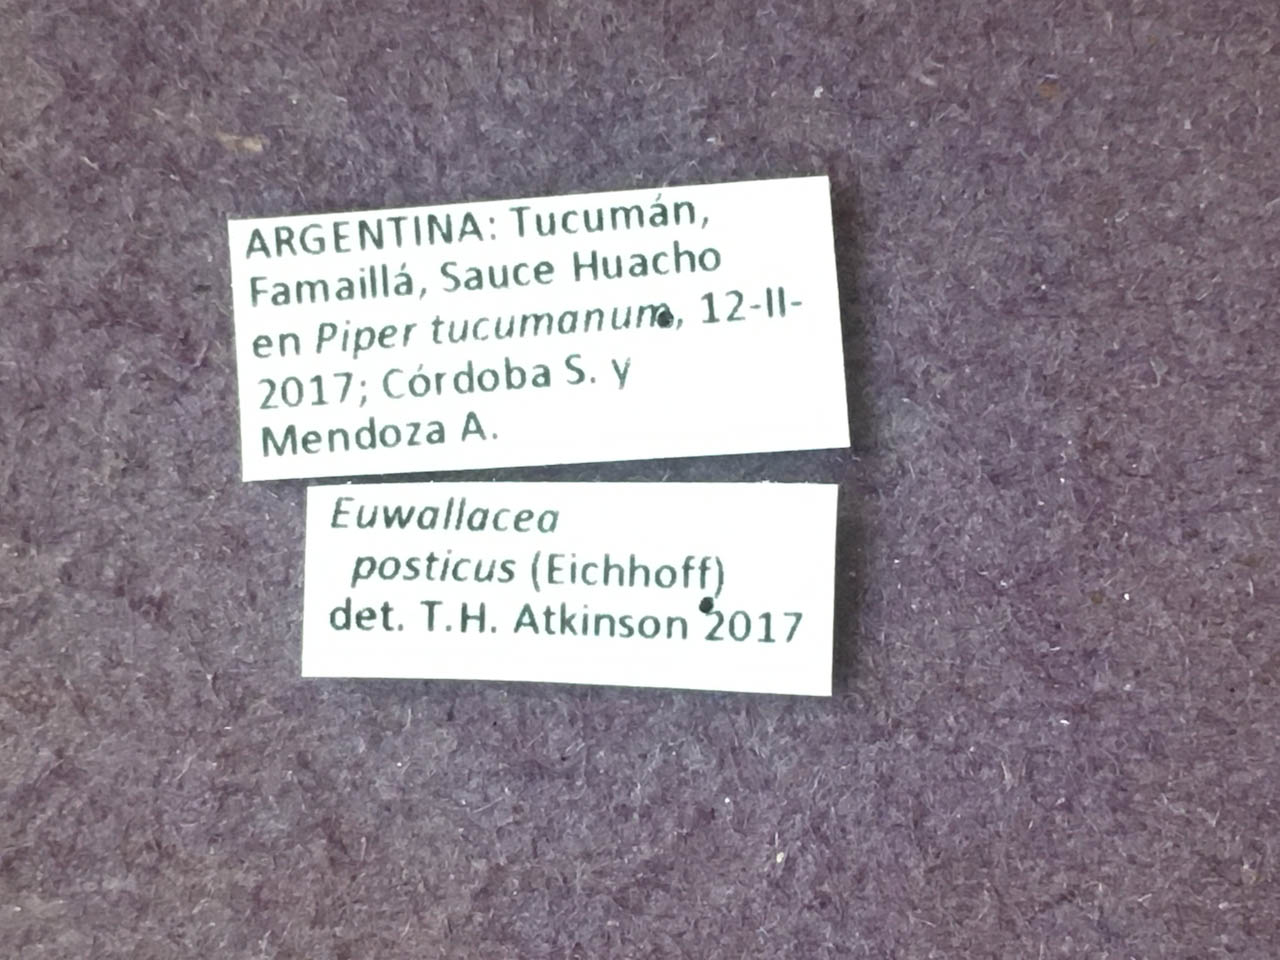 ARGENTINA: Tucumán,
Famaillá, Sauce Huacho
en Piper tucumanum, 12-II-
2017; Córdoba S. y
Mendoza A.
Euwallacea
posticus (Eichhoff)
det. T.H. Atkinson 2017